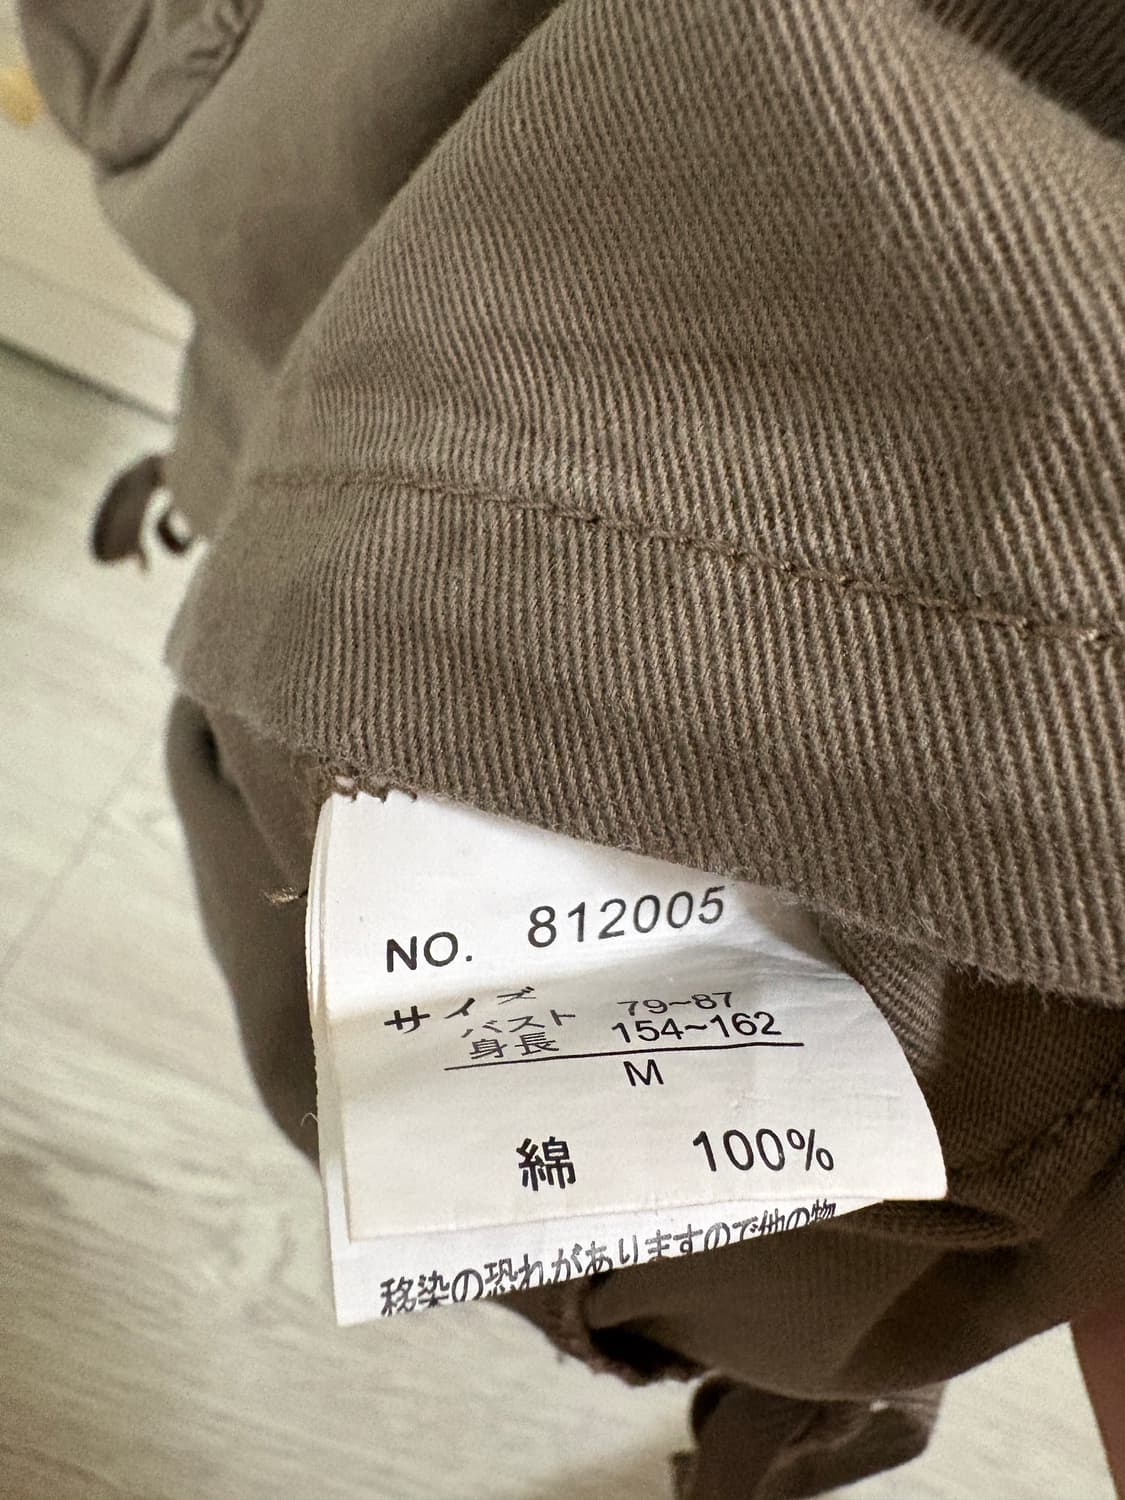 NO. 812005
サイズ
バスト 79~87
身長 154~162
M
綿 100%
移染の恐れがありますので他の物